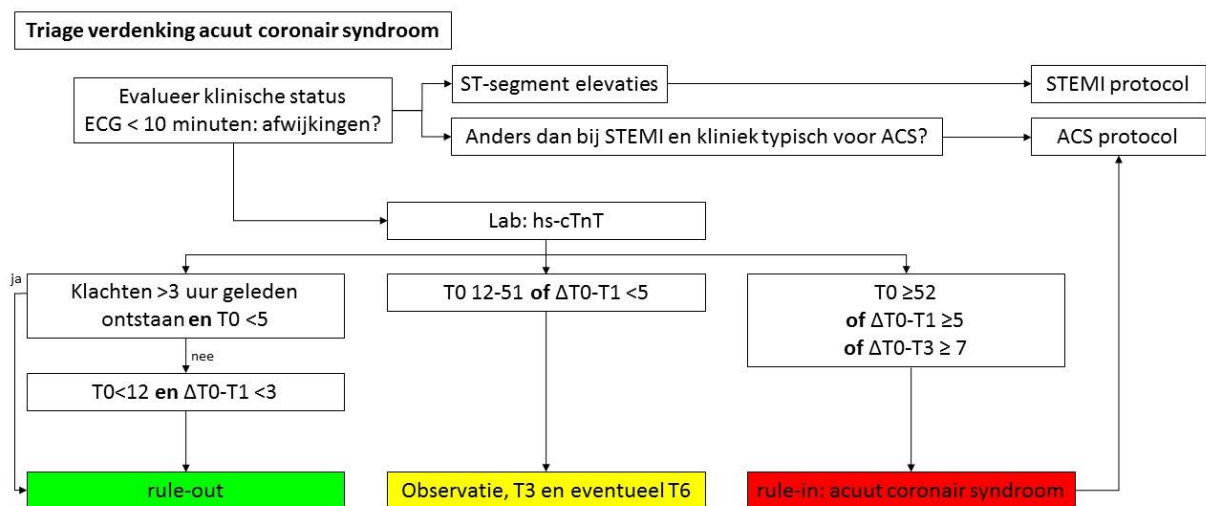 Triage verdenking acuut coronair syndroom
Evalueer klinische status
ECG < 10 minuten: afwijkingen?
ST-segment elevaties
STEMI protocol
Anders dan bij STEMI en kliniek typisch voor ACS?
ACS protocol
Lab: hs-cTnT
ja
Klachten >3 uur geleden
ontstaan en T0 <5
T0 12-51 of ΔT0-T1 <5
T0 ≥52
of ΔT0-T1 ≥5
of ΔT0-T3 ≥ 7
nee
T0<12 en ΔT0-T1 <3
rule-out
Observatie, T3 en eventueel T6
rule-in: acuut coronair syndroom